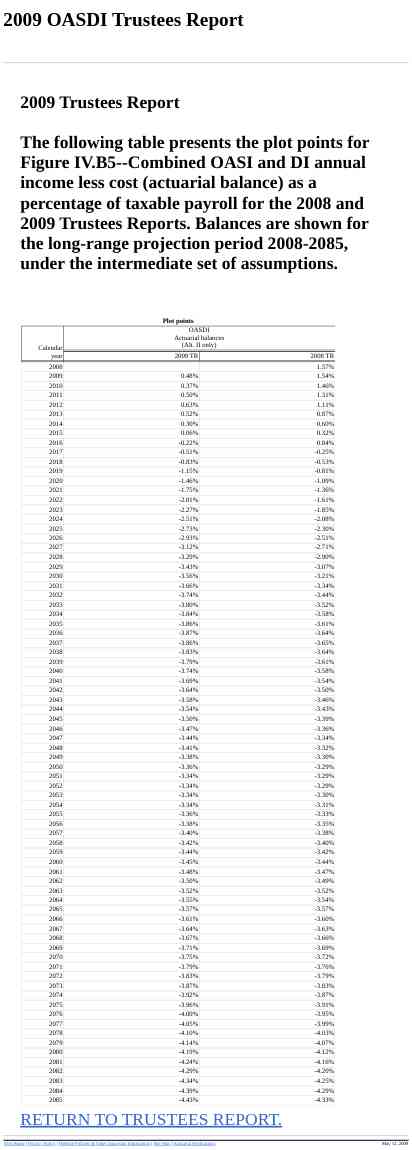 2009 OASDI Trustees Report
2009 Trustees Report
The following table presents the plot points for
Figure IV.B5--Combined OASI and DI annual
income less cost (actuarial balance) as a
percentage of taxable payroll for the 2008 and
2009 Trustees Reports. Balances are shown for
the long-range projection period 2008-2085,
under the intermediate set of assumptions.
Plot points
OASDI
Actuarial balances
Calendar (Alt. II only)
year 2009 TR 2008 TR
2008 1.57%
2009 0.48% 1.54%
2010 0.37% 1.46%
2011 0.50% 1.31%
2012 0.63% 1.11%
2013 0.52% 0.87%
2014 0.30% 0.60%
2015 0.06% 0.32%
2016 -0.22% 0.04%
2017 -0.51% -0.25%
2018 -0.83% -0.53%
2019 -1.15% -0.81%
2020 -1.46% -1.09%
2021 -1.75% -1.36%
2022 -2.01% -1.61%
2023 -2.27% -1.85%
2024 -2.51% -2.08%
2025 -2.73% -2.30%
2026 -2.93% -2.51%
2027 -3.12% -2.71%
2028 -3.29% -2.90%
2029 -3.43% -3.07%
2030 -3.56% -3.21%
2031 -3.66% -3.34%
2032 -3.74% -3.44%
2033 -3.80% -3.52%
2034 -3.84% -3.58%
2035 -3.86% -3.61%
2036 -3.87% -3.64%
2037 -3.86% -3.65%
2038 -3.83% -3.64%
2039 -3.79% -3.61%
2040 -3.74% -3.58%
2041 -3.69% -3.54%
2042 -3.64% -3.50%
2043 -3.58% -3.46%
2044 -3.54% -3.43%
2045 -3.50% -3.39%
2046 -3.47% -3.36%
2047 -3.44% -3.34%
2048 -3.41% -3.32%
2049 -3.38% -3.30%
2050 -3.36% -3.29%
2051 -3.34% -3.29%
2052 -3.34% -3.29%
2053 -3.34% -3.30%
2054 -3.34% -3.31%
2055 -3.36% -3.33%
2056 -3.38% -3.35%
2057 -3.40% -3.38%
2058 -3.42% -3.40%
2059 -3.44% -3.42%
2060 -3.45% -3.44%
2061 -3.48% -3.47%
2062 -3.50% -3.49%
2063 -3.52% -3.52%
2064 -3.55% -3.54%
2065 -3.57% -3.57%
2066 -3.61% -3.60%
2067 -3.64% -3.63%
2068 -3.67% -3.66%
2069 -3.71% -3.69%
2070 -3.75% -3.72%
2071 -3.79% -3.76%
2072 -3.83% -3.79%
2073 -3.87% -3.83%
2074 -3.92% -3.87%
2075 -3.96% -3.91%
2076 -4.00% -3.95%
2077 -4.05% -3.99%
2078 -4.10% -4.03%
2079 -4.14% -4.07%
2080 -4.19% -4.12%
2081 -4.24% -4.16%
2082 -4.29% -4.20%
2083 -4.34% -4.25%
2084 -4.39% -4.29%
2085 -4.43% -4.33%
RETURN TO TRUSTEES REPORT.
May 12, 2009